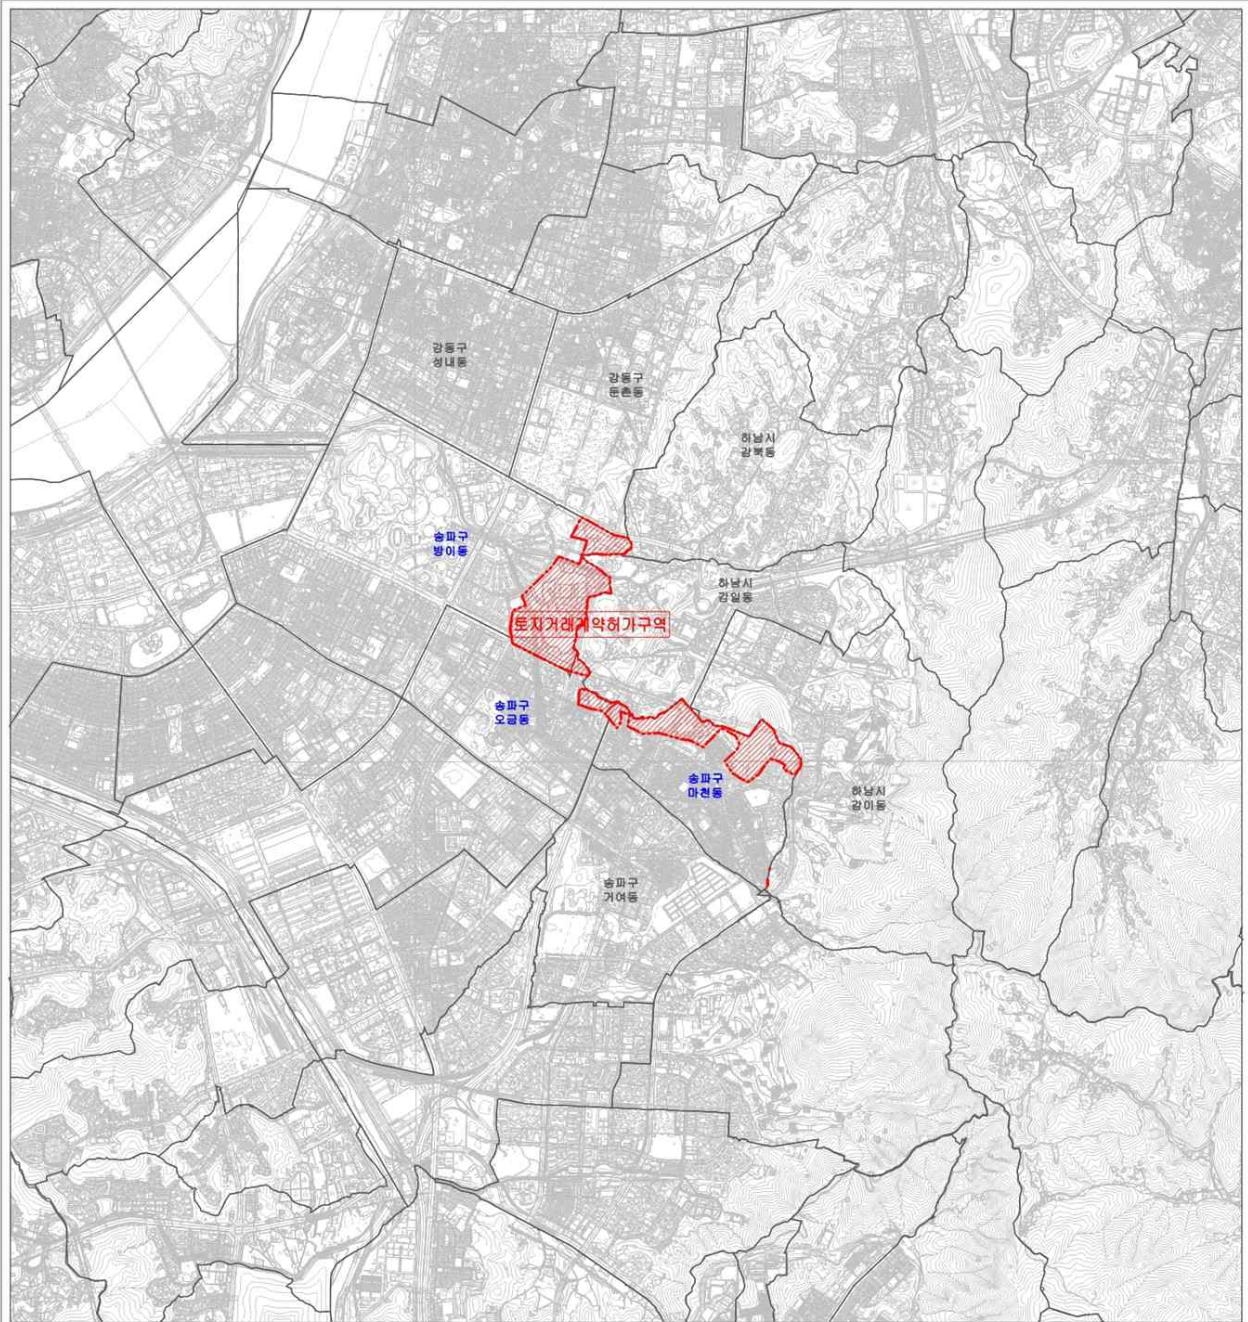 강동구
성내동
강동구
둔촌동
하남시
감북동
송파구
방이동
하남시
감일동
토지거래계약허가구역
송파구
오금동
송파구
마천동
하남시
감이동
송파구
거여동